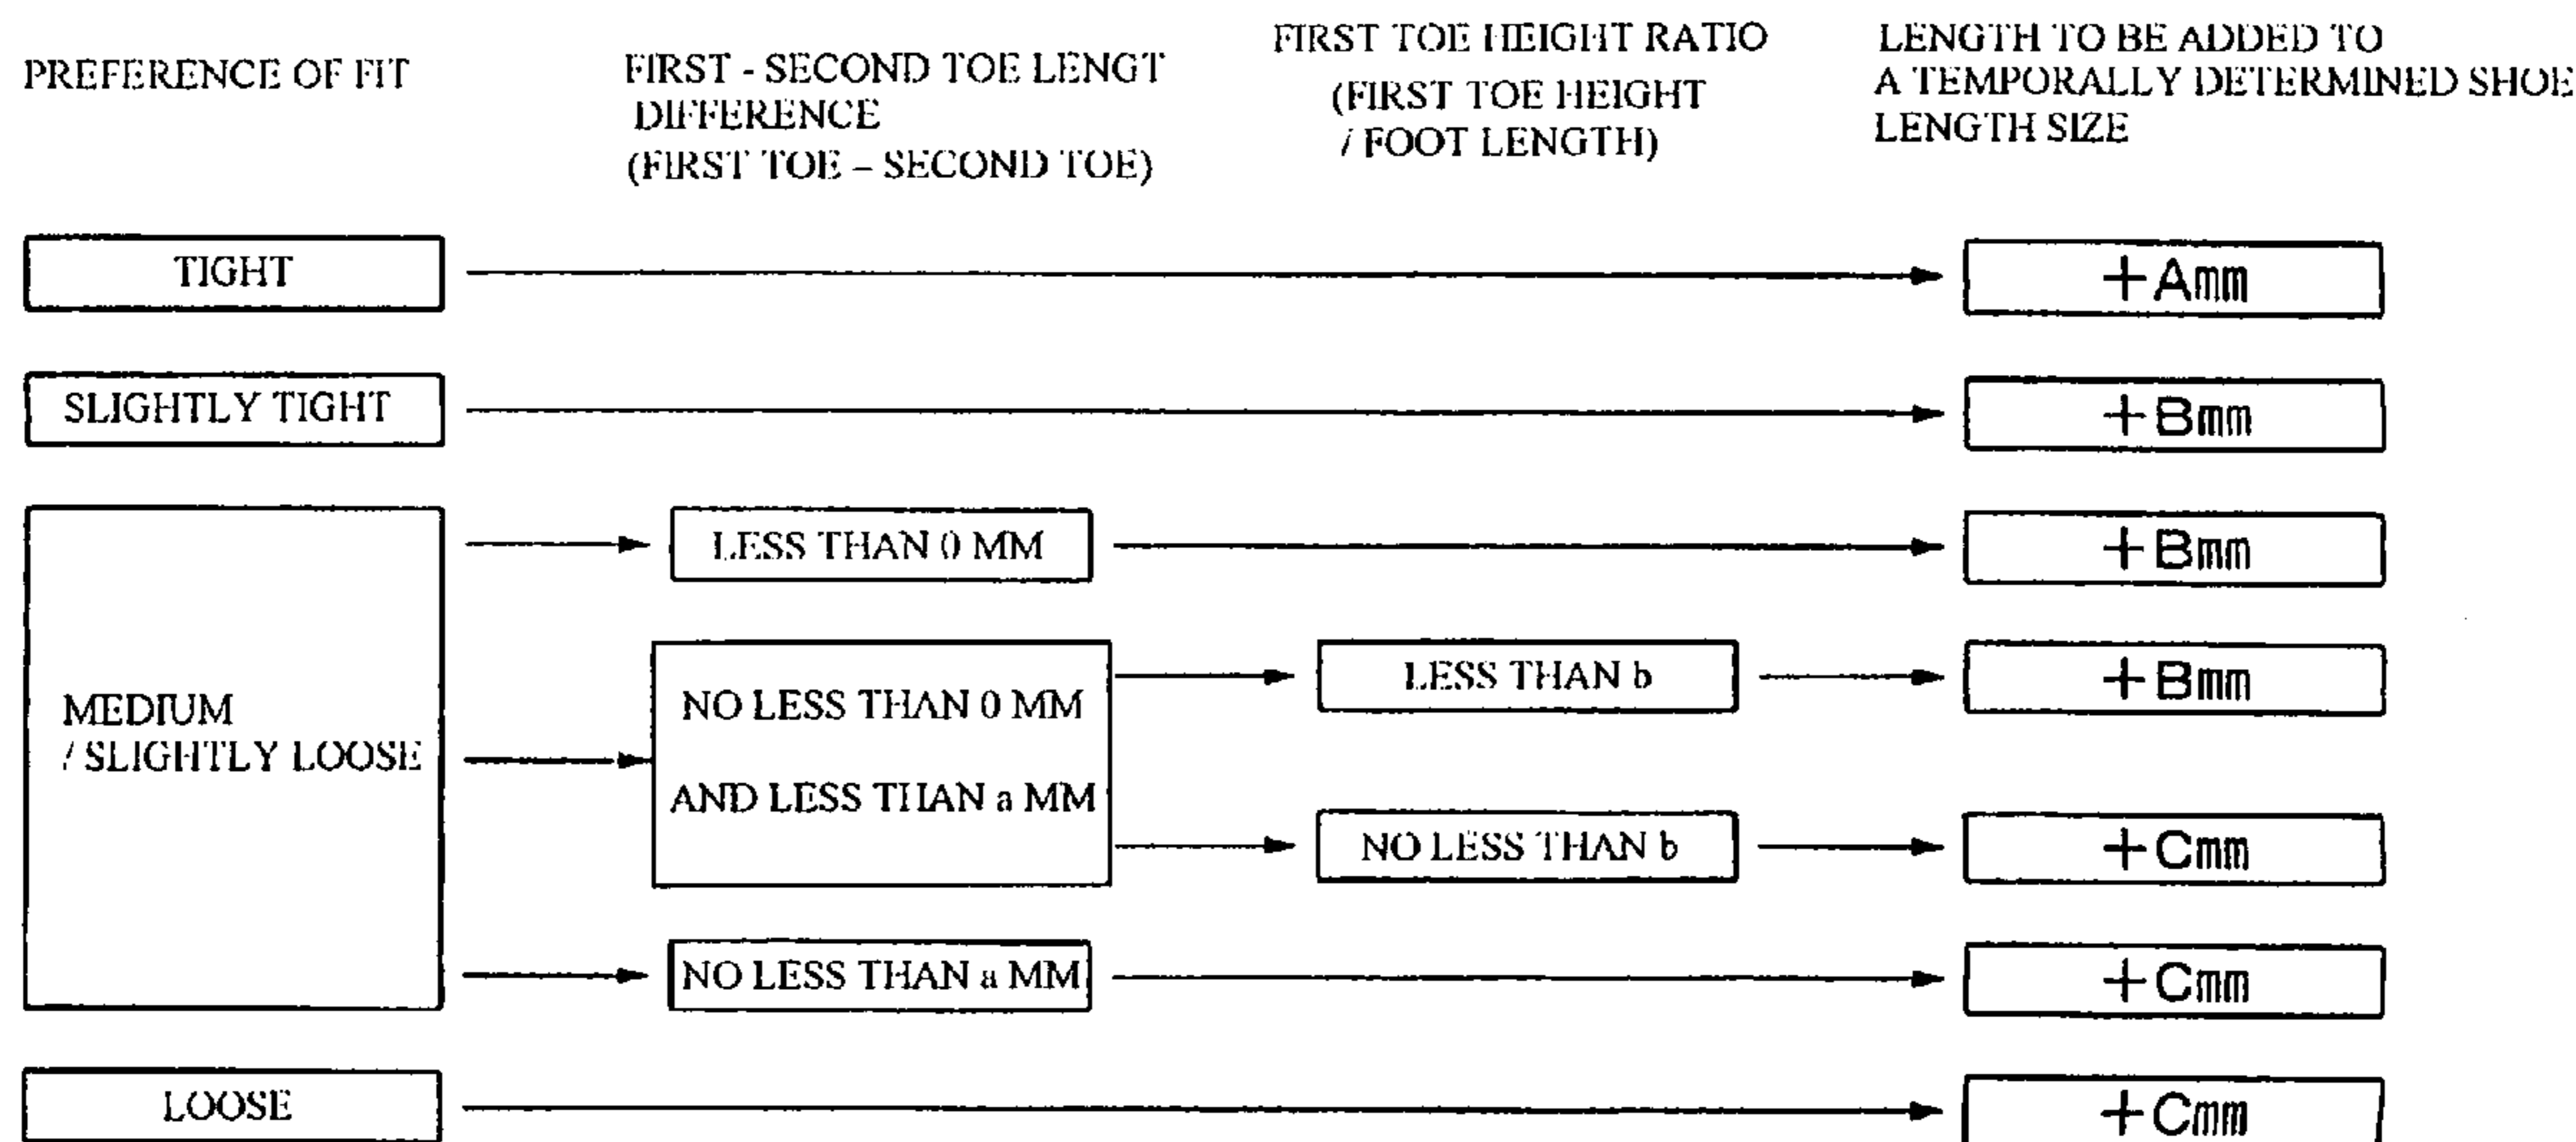 PREFERENCE OF FIT
FIRST - SECOND TOE LENGT
DIFFERENCE
(FIRST TOE – SECOND TOE)
FIRST TOE HEIGHT RATIO
(FIRST TOE HEIGHT
/ FOOT LENGTH)
LENGTH TO BE ADDED TO
A TEMPORALLY DETERMINED SHOE
LENGTH SIZE
TIGHT
+Amm
SLIGHTLY TIGHT
+Bmm
MEDIUM
/ SLIGHTLY LOOSE
LESS THAN 0 MM
+Bmm
NO LESS THAN 0 MM
AND LESS THAN a MM
LESS THAN b
+Bmm
NO LESS THAN b
+Cmm
NO LESS THAN a MM
+Cmm
LOOSE
+Cmm